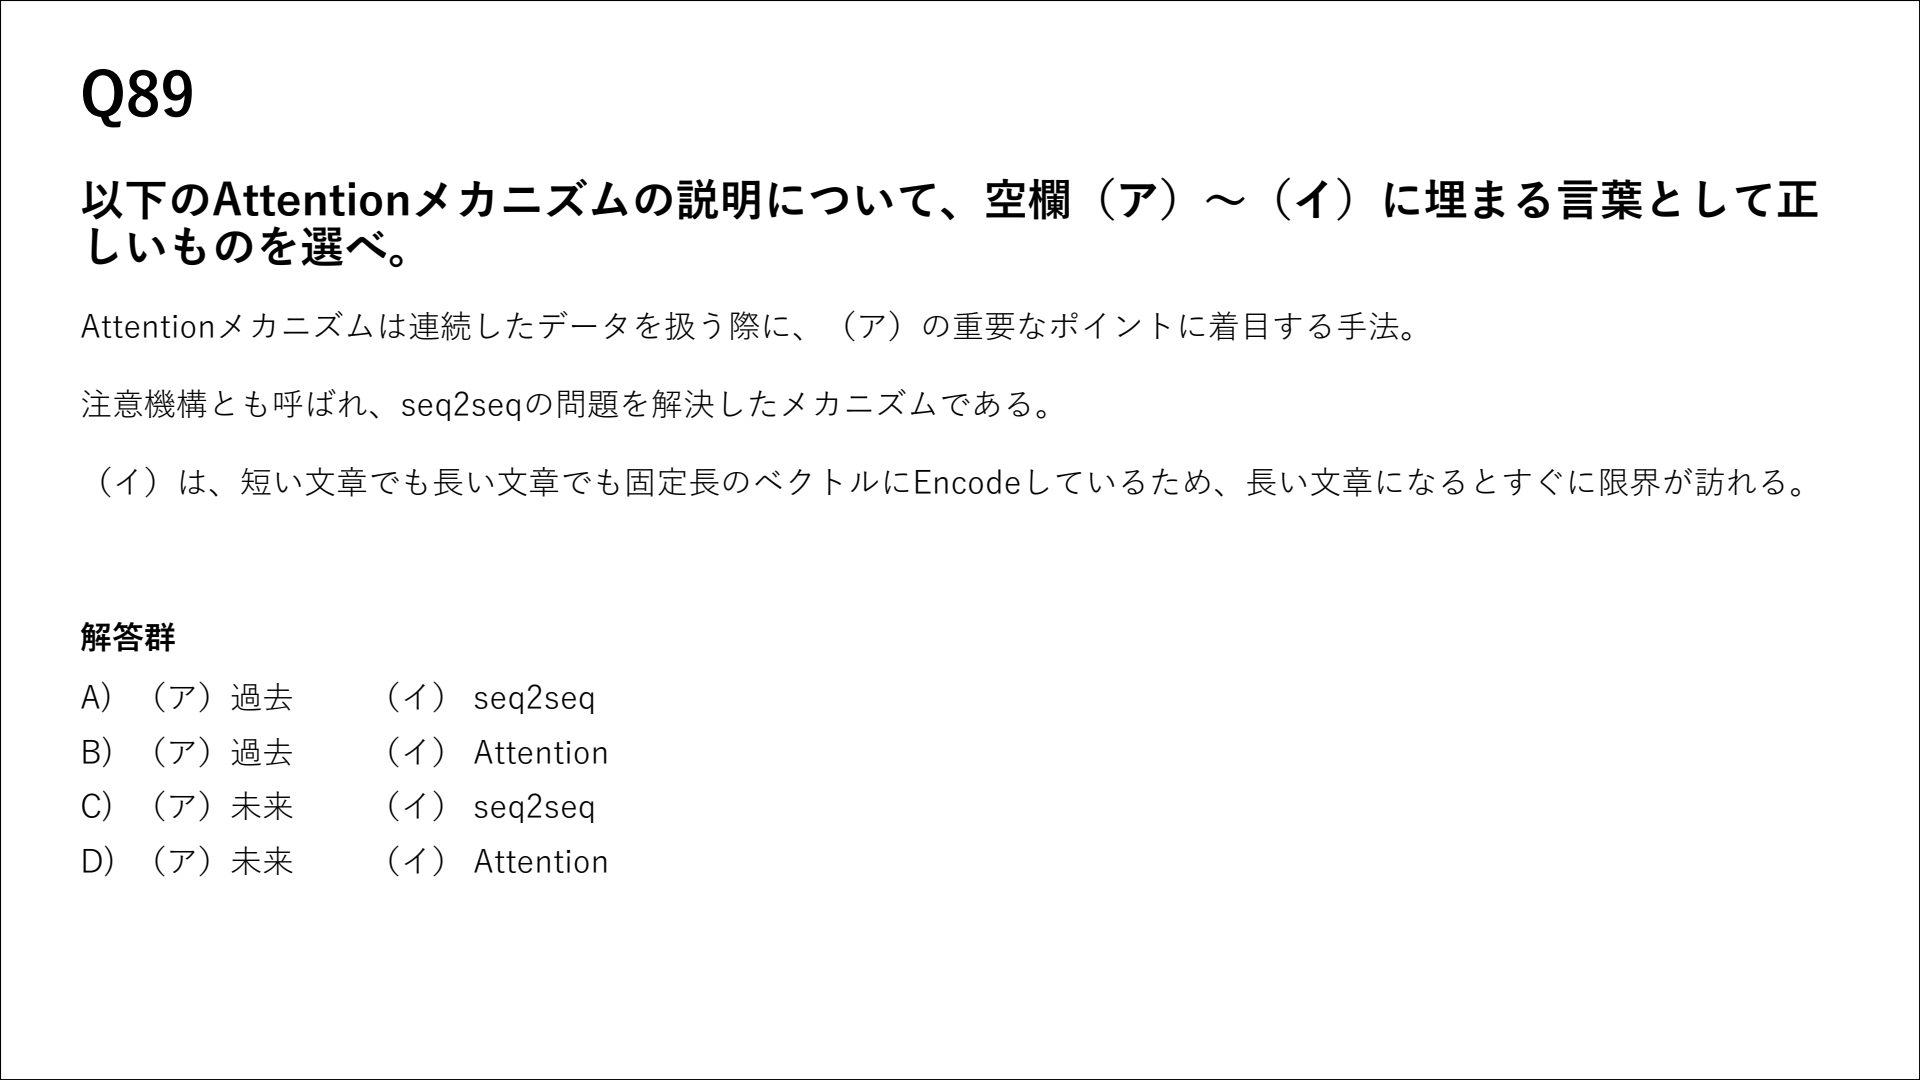 Q89
以下のAttentionメカニズムの説明について、空欄（ア）～（イ）に埋まる言葉として正
しいものを選べ。
Attentionメカニズムは連続したデータを扱う際に、（ア）の重要なポイントに着目する手法。
注意機構とも呼ばれ、seq2seqの問題を解決したメカニズムである。
（イ）は、短い文章でも長い文章でも固定長のベクトルにEncodeしているため、長い文章になるとすぐに限界が訪れる。
解答群
A) （ア）過去 （イ） seq2seq
B) （ア）過去 （イ） Attention
C) （ア）未来 （イ） seq2seq
D) （ア）未来 （イ） Attention